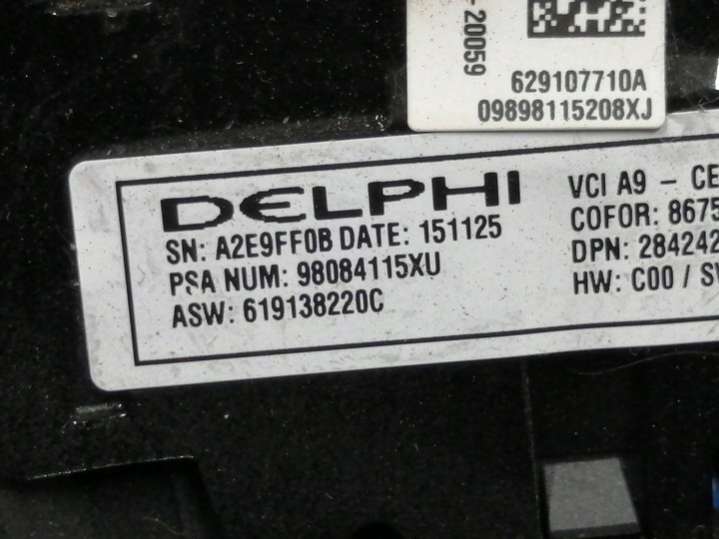 -20059
629107710A
09898115208XJ
DELPHI
SN: A2E9FF0B DATE: 151125
PSA NUM: 98084115XU
ASW: 619138220C
VCI A9 - CE
COFOR: 8675
DPN: 284242
HW: C00 / SW